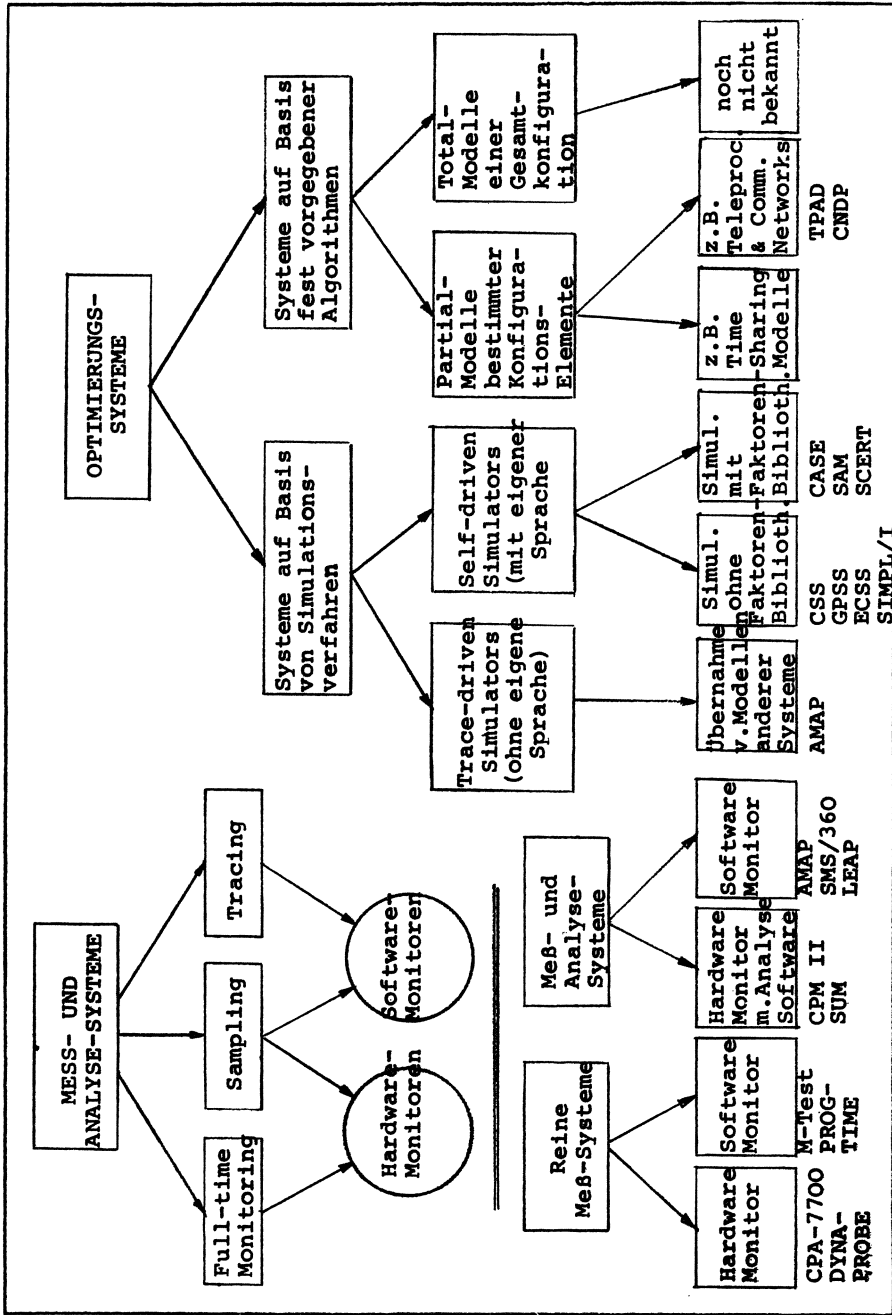 MESS- UND
ANALYSE-SYSTEME
Full-time
Monitoring
Sampling
Tracing
Hardware-
Monitoren
Software-
Monitoren
Reine
Meß-Systeme
Meß- und
Analyse-
Systeme
Hardware
Monitor
CPA-7700
DYNA-
PROBE
Software
Monitor
M-Test
PROG-
TIME
Hardware
Monitor
m.Analyse
Software
CPM II
SUM
Software
Monitor
AMAP
SMS/360
LEAP
OPTIMIERUNGS-
SYSTEME
Systeme auf Basis
von Simulations-
verfahren
Systeme auf Basis
fest vorgegebener
Algorithmen
Trace-driven
Simulators
(ohne eigene
Sprache)
Self-driven
Simulators
(mit eigener
Sprache
Partial-
Modelle
bestimmter
Konfigura-
tions-
Elemente
Total-
Modelle
einer
Gesamt-
konfigura-
tion
Übernahme
v.Modellen
anderer
Systeme
AMAP
Simul.
ohne
Faktoren-
Biblioth.
CSS
GPSS
ECSS
SIMPL/I
Simul.
mit
Faktoren-
Biblioth.
CASE
SAM
SCERT
z.B.
Time
Sharing
Modelle
z.B.
Teleproc.
& Comm.
Networks
TPAD
CNDP
noch
nicht
bekannt